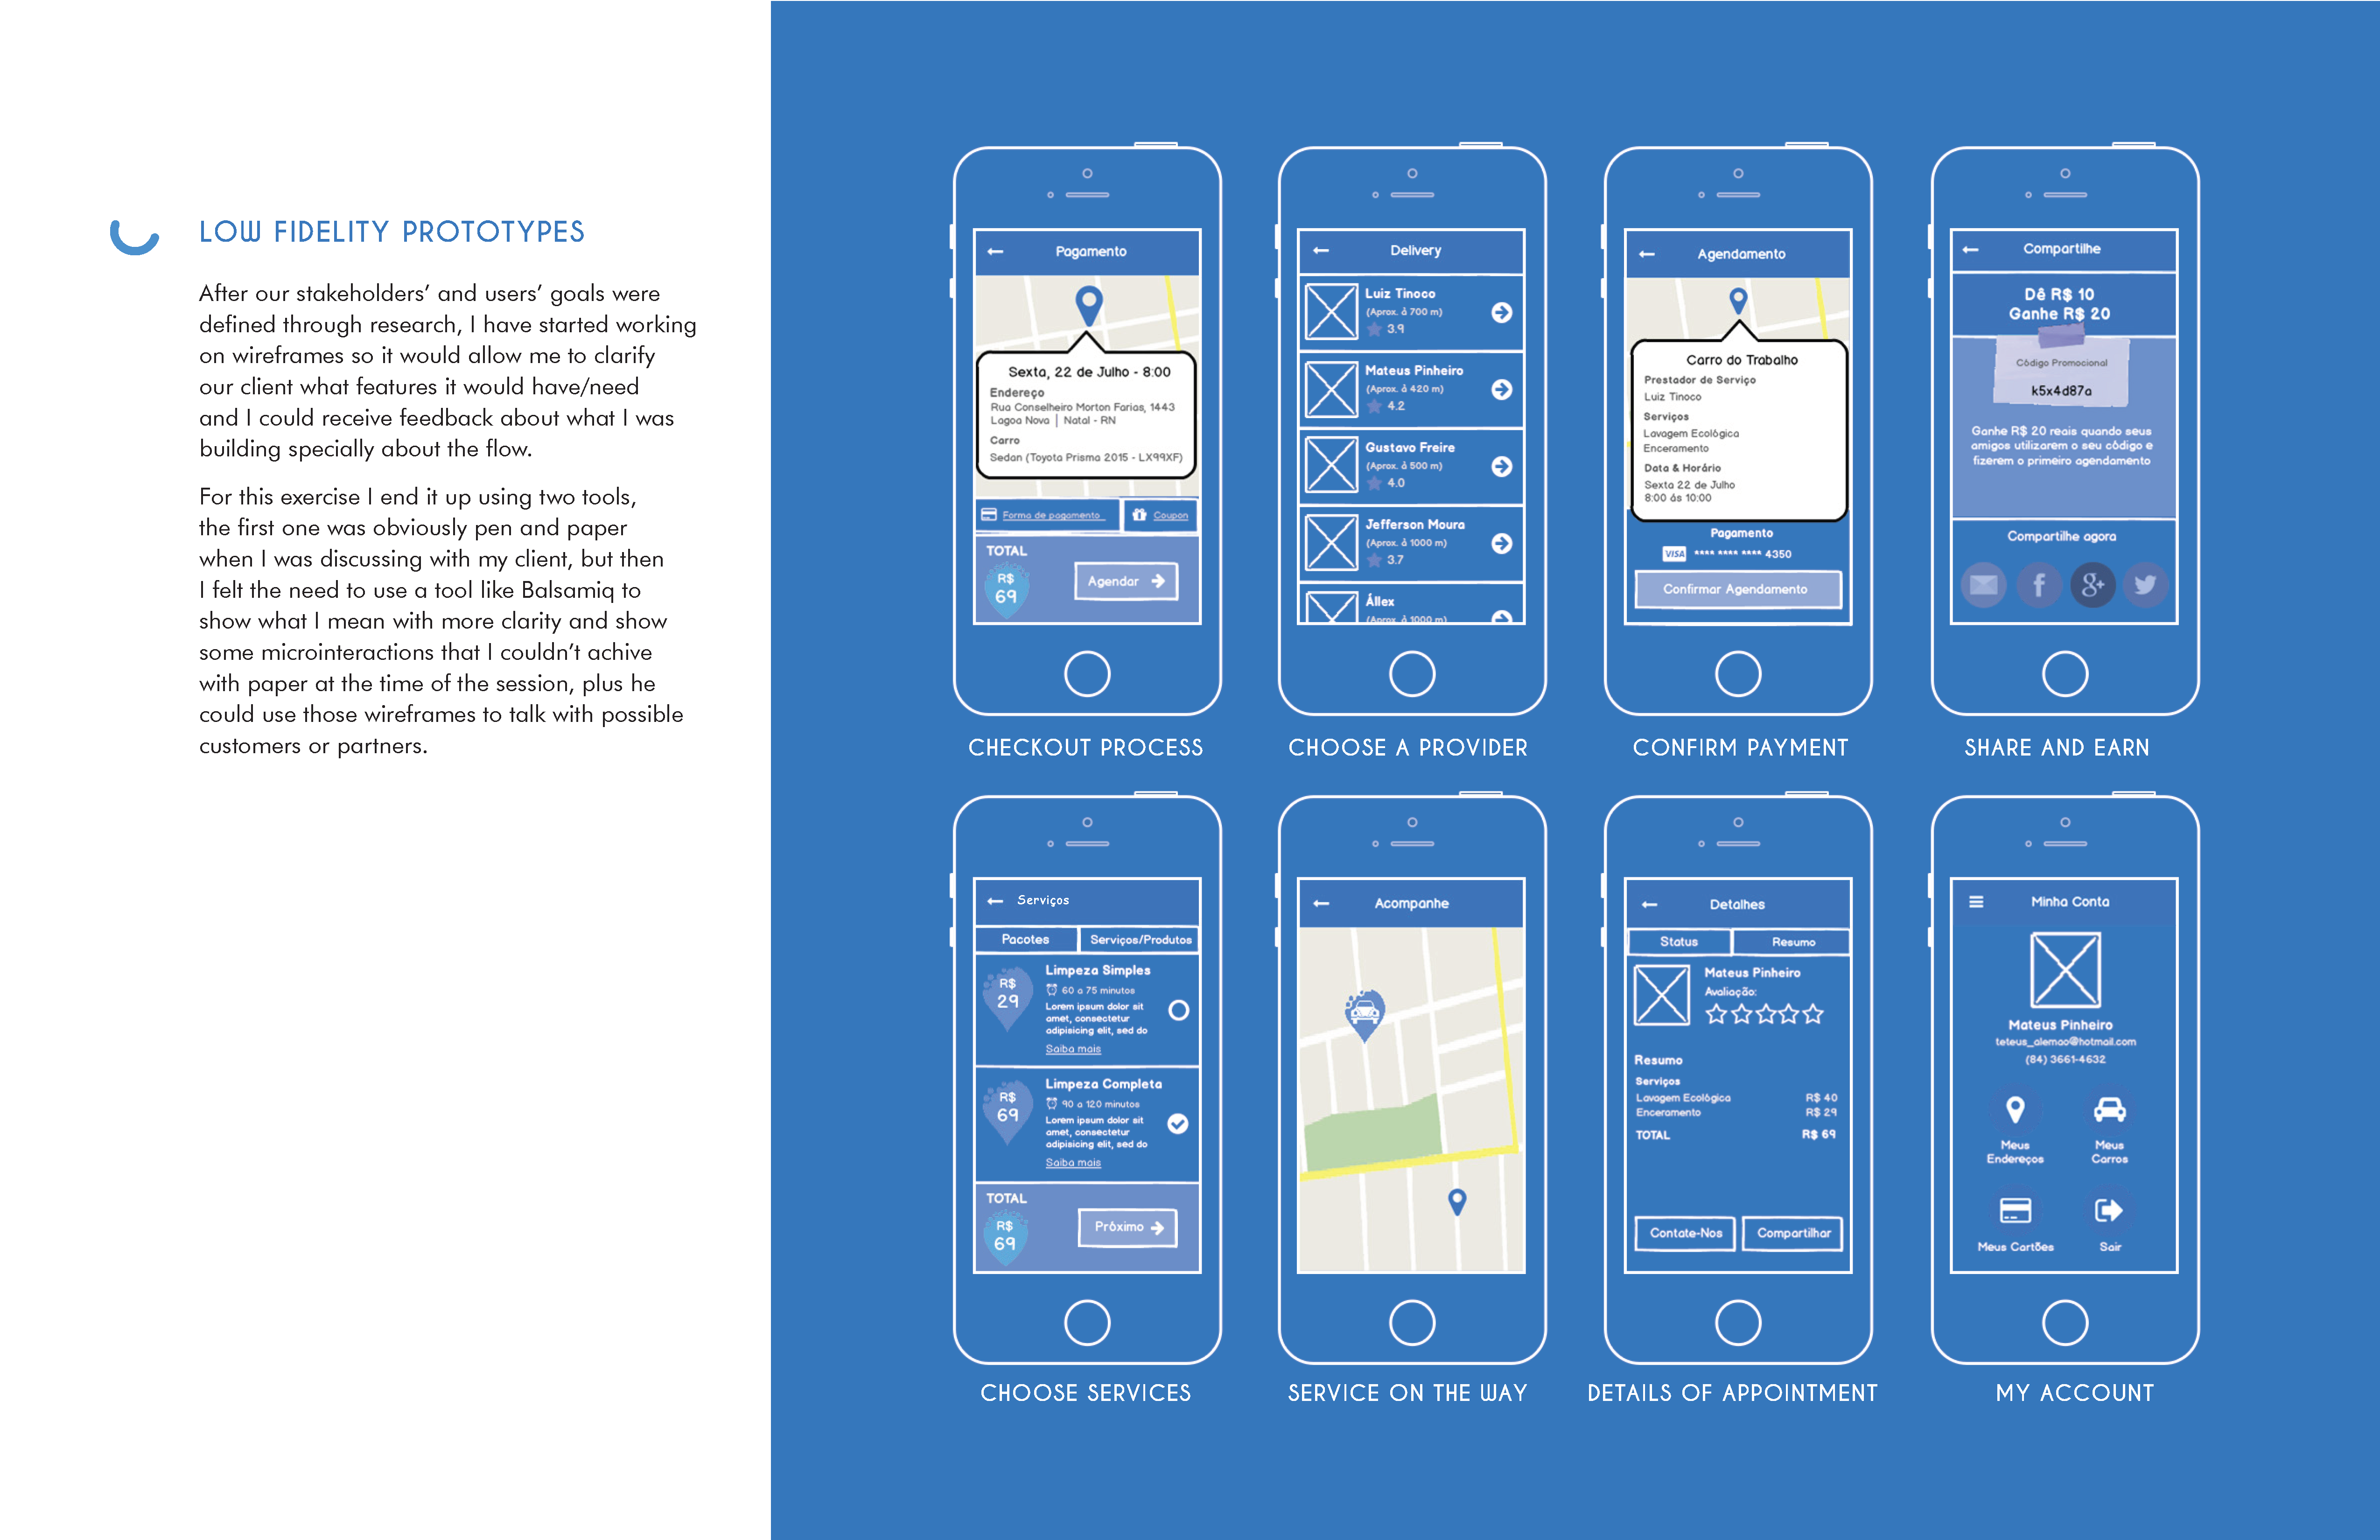 LOW FIDELITY PROTOTYPES
After our stakeholders' and users' goals were
defined through research, I have started working
on wireframes so it would allow me to clarify
our client what features it would have/need
and I could receive feedback about what I was
building specially about the flow.
For this exercise I end it up using two tools,
the first one was obviously pen and paper
when I was discussing with my client, but then
I felt the need to use a tool like Balsamiq to
show what I mean with more clarity and show
some microinteractions that I couldn't achive
with paper at the time of the session, plus he
could use those wireframes to talk with possible
customers or partners.
Pagamento
Sexta, 22 de Julho - 8:00
Endereço
Rua Conselheiro Morton Farias, 1443
Lagoa Nova | Natal - RN
Carro
Sedan (Toyota Prisma 2015 - LX99XF)
Forma de pagamento
Coupon
TOTAL
R$
69
Agendar
CHECKOUT PROCESS
Delivery
Luiz Tinoco
(Aprox. à 700 m)
3.9
Mateus Pinheiro
(Aprox. à 420 m)
4.2
Gustavo Freire
(Aprox. à 500 m)
4.0
Jefferson Moura
(Aprox. à 1000 m)
3.7
Állex
(Aprox. à 1000 m)
CHOOSE A PROVIDER
Agendamento
Carro do Trabalho
Prestador de Serviço
Luiz Tinoco
Serviços
Lavagem Ecológica
Enceramento
Data & Horário
Sexta 22 de Julho
8:00 ás 10:00
Pagamento
VISA **** **** **** 4350
Confirmar Agendamento
CONFIRM PAYMENT
Compartilhe
Dê R$ 10
Ganhe R$ 20
Código Promocional
k5x4d87a
Ganhe R$ 20 reais quando seus
amigos utilizarem o seu código e
fizerem o primeiro agendamento
Compartilhe agora
f g+
SHARE AND EARN
Serviços
Pacotes
Serviços/Produtos
R$
29
Limpeza Simples
60 a 75 minutos
Lorem ipsum dolor sit
amet, consectetur
adipisicing elit, sed do
Saiba mais
R$
69
Limpeza Completa
90 a 120 minutos
Lorem ipsum dolor sit
amet, consectetur
adipisicing elit, sed do
Saiba mais
TOTAL
R$
69
Próximo
CHOOSE SERVICES
Acompanhe
SERVICE ON THE WAY
Detalhes
Status
Resumo
Mateus Pinheiro
Avaliação:
Resumo
Serviços
Lavagem Ecológica R$ 40
Enceramento R$ 29
TOTAL R$ 69
Contate-Nos
Compartilhar
DETAILS OF APPOINTMENT
Minha Conta
Mateus Pinheiro
teteus_alemao@hotmail.com
(84) 3661-4632
Meus
Endereços
Meus
Carros
Meus Cartões
Sair
MY ACCOUNT